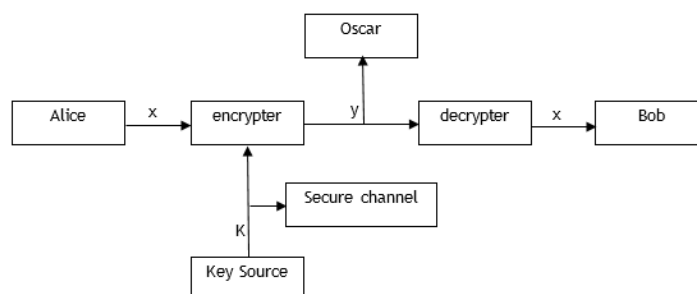 Oscar
Alice
x
encrypter
y
decrypter
x
Bob
Secure channel
K
Key Source